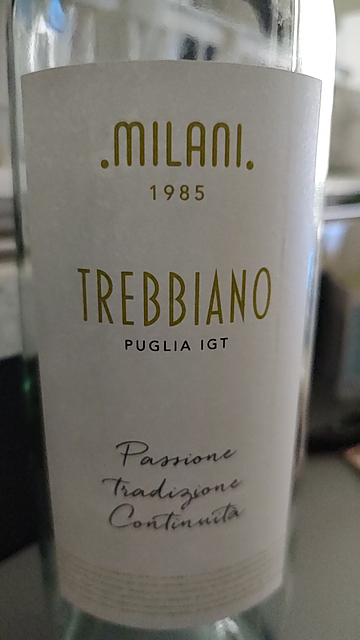 .MILANI.
1985
TREBBIANO
PUGLIA IGT
Passione
Tradizione
Continuità